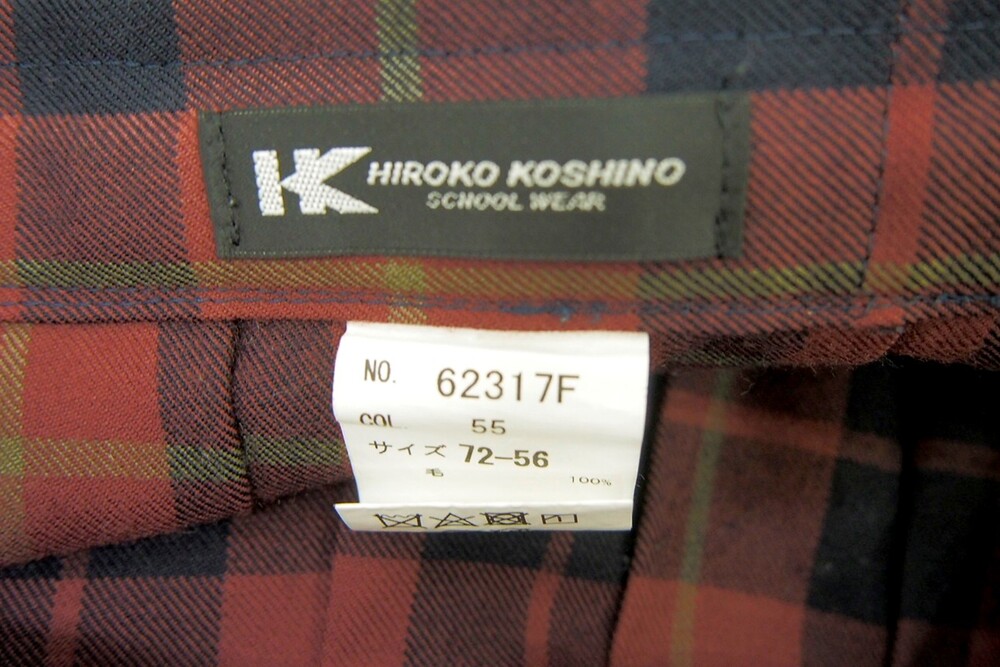 HK HIROKO KOSHINO
SCHOOL WEAR
NO. 62317F
COL. 55
サイズ 72-56
毛 100%